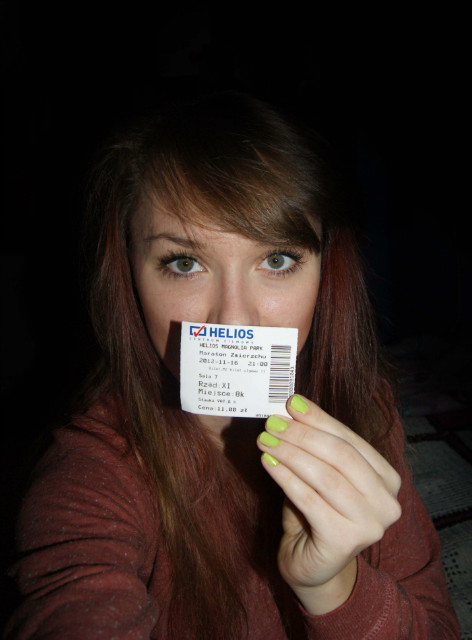 HELIOS
CENTRUM FILMOWE
HELIOS MAGNOLIA PARK
Maraton Zmierzchu
2012-11-16 21:00
Sala 7
Rząd:XI
Miejsce:8k
Cena:11,00 zł